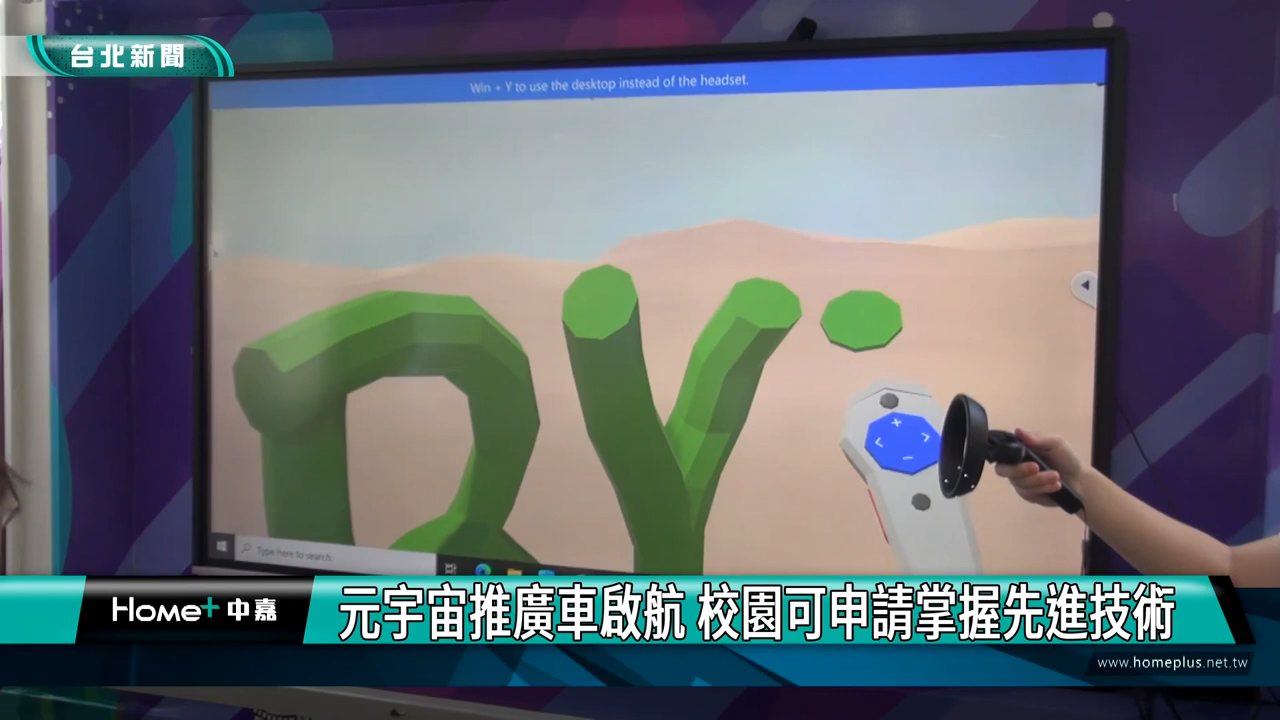 台北新聞
Win + Y to use the desktop instead of the headset.
RY
Type here to search
Home+ 中嘉
元宇宙推廣車啟航 校園可申請掌握先進技術
www.homeplus.net.tw